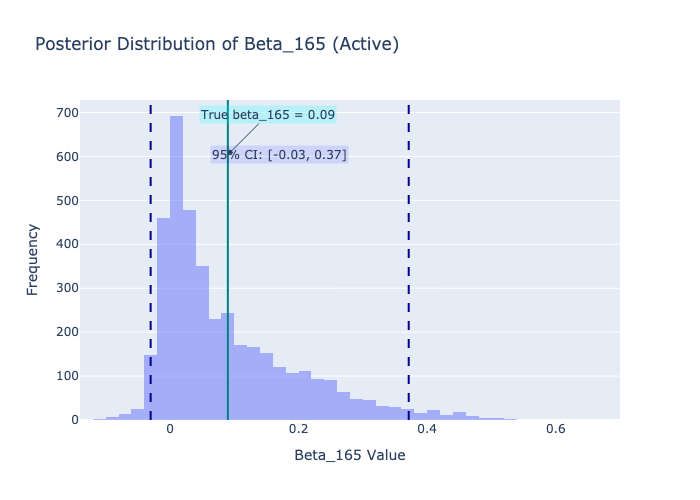 Posterior Distribution of Beta_165 (Active)
True beta_165 = 0.09
95% CI: [-0.03, 0.37]
700
600
500
400
300
200
100
0
Frequency
0 0.2 0.4 0.6
Beta_165 Value